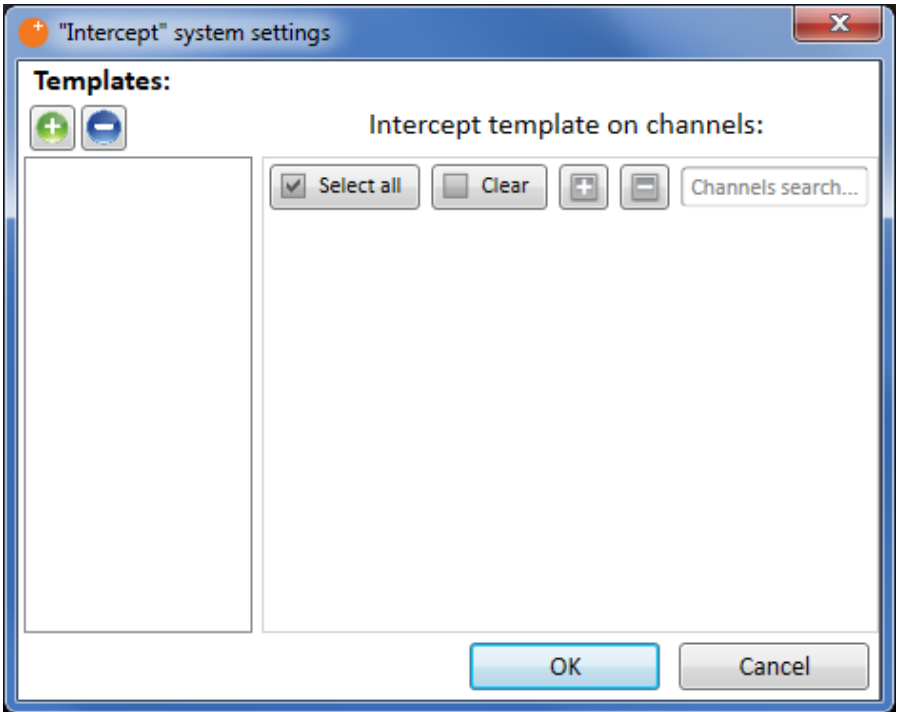 "Intercept" system settings
Templates:
Intercept template on channels:
Select all Clear Channels search...
OK Cancel